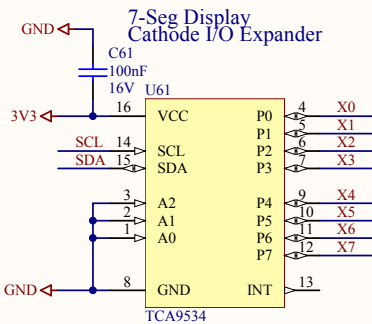 7-Seg Display
Cathode I/O Expander
GND
C61
100nF
16V
U61
3V3
16 VCC P0 4 X0
P1 5 X1
SCL 14 SCL P2 6 X2
SDA 15 SDA P3 7 X3
3 A2 P4 9 X4
2 A1 P5 10 X5
1 A0 P6 11 X6
P7 12 X7
GND 8 GND INT 13
TCA9534